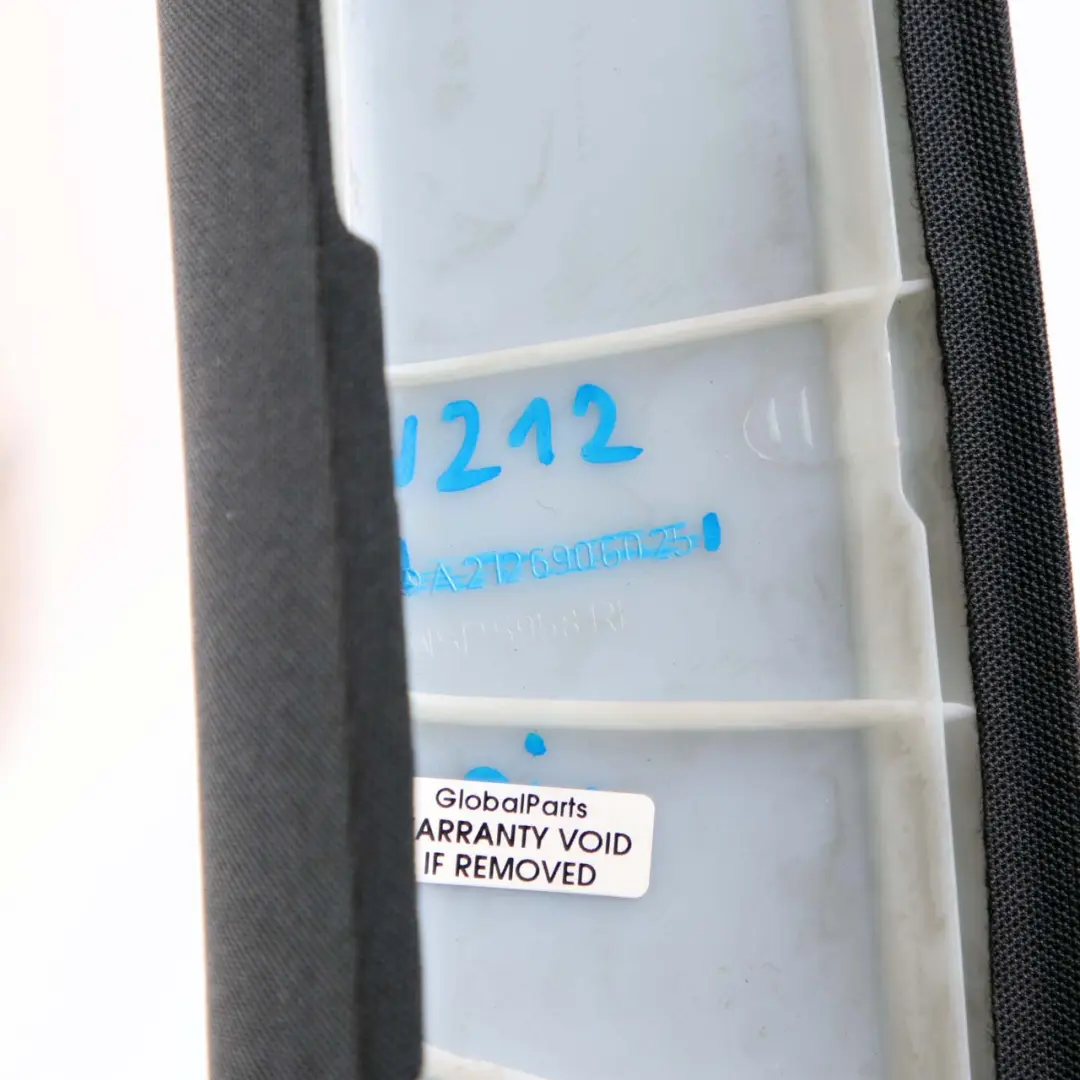 212
A2126906025
GlobalParts
ARRANTY VOID
IF REMOVED